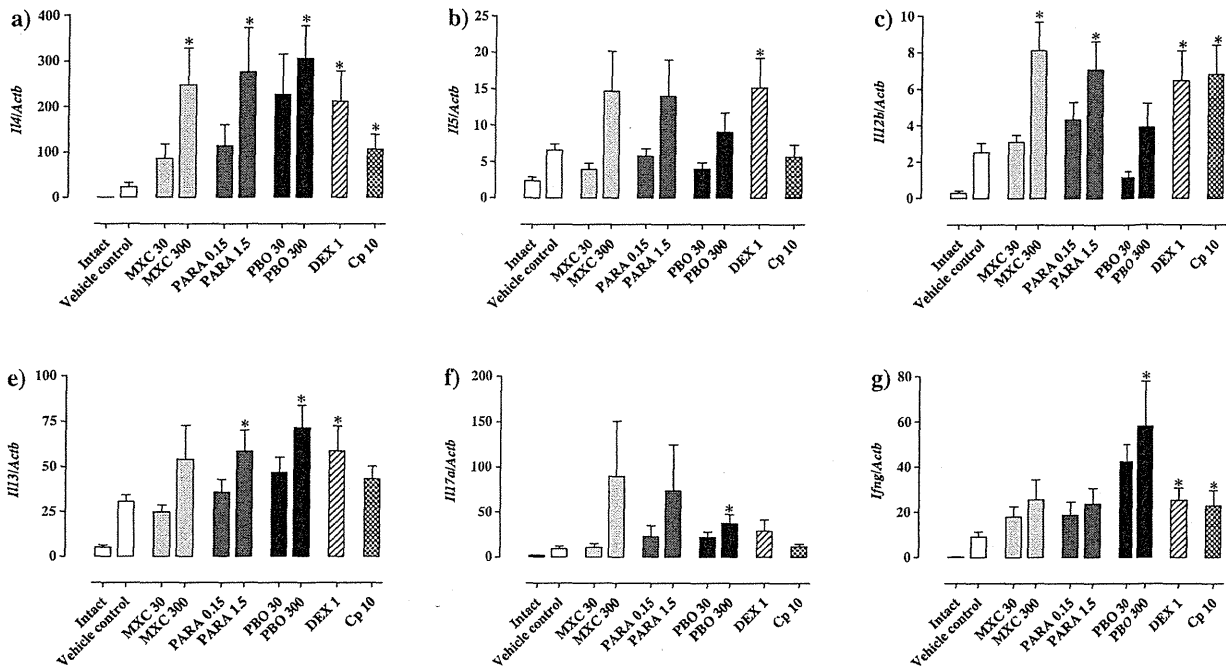 a)
Il4/Actb
400
300
200
100
0
* * * * *
Intact
Vehicle control
MXC 30
MXC 300
PARA 0.15
PARA 1.5
PBO 30
PBO 300
DEX 1
Cp 10
b)
Il5/Actb
25
20
15
10
5
0
*
Intact
Vehicle control
MXC 30
MXC 300
PARA 0.15
PARA 1.5
PBO 30
PBO 300
DEX 1
Cp 10
c)
Il12b/Actb
10
8
6
4
2
0
* * * *
Intact
Vehicle control
MXC 30
MXC 300
PARA 0.15
PARA 1.5
PBO 30
PBO 300
DEX 1
Cp 10
e)
Il13/Actb
100
75
50
25
0
* * *
Intact
Vehicle control
MXC 30
MXC 300
PARA 0.15
PARA 1.5
PBO 30
PBO 300
DEX 1
Cp 10
f)
Il17a/Actb
200
150
100
50
0
*
Intact
Vehicle control
MXC 30
MXC 300
PARA 0.15
PARA 1.5
PBO 30
PBO 300
DEX 1
Cp 10
g)
Ifng/Actb
80
60
40
20
0
* * *
Intact
Vehicle control
MXC 30
MXC 300
PARA 0.15
PARA 1.5
PBO 30
PBO 300
DEX 1
Cp 10